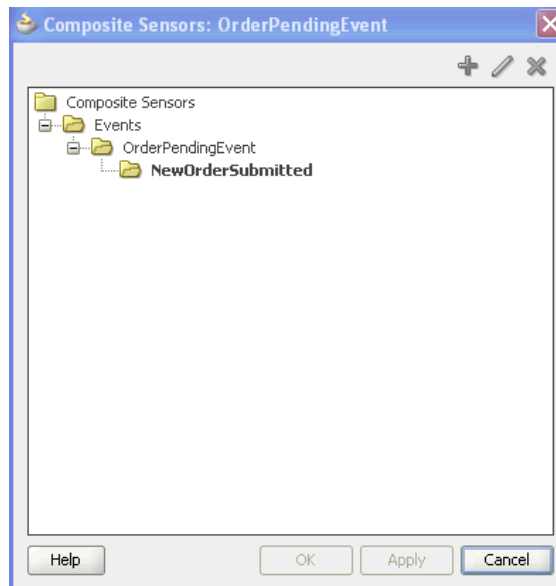 Composite Sensors: OrderPendingEvent
Composite Sensors
Events
OrderPendingEvent
NewOrderSubmitted
Help
OK
Apply
Cancel